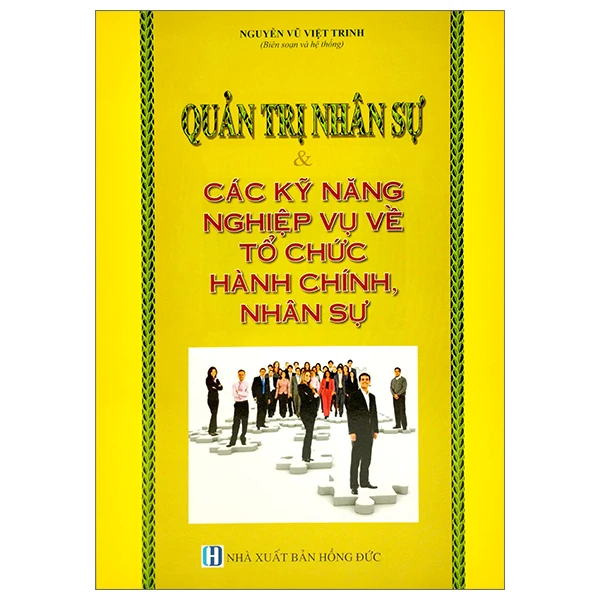 NGUYỄN VŨ VIỆT TRINH
(Biên soạn và hệ thống)
QUẢN TRỊ NHÂN SỰ
&
CÁC KỸ NĂNG
NGHIỆP VỤ VỀ
TỔ CHỨC
HÀNH CHÍNH,
NHÂN SỰ
NHÀ XUẤT BẢN HỒNG ĐỨC